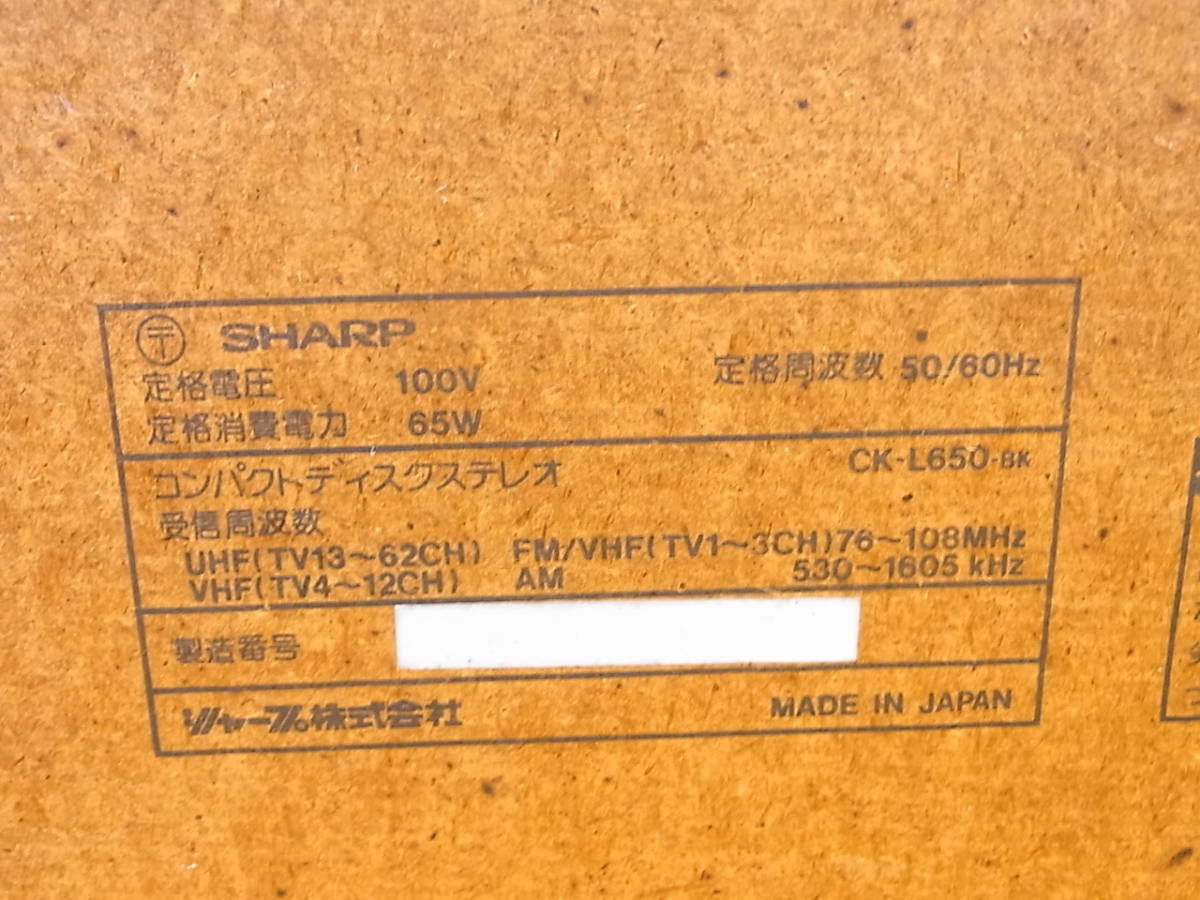 〒 SHARP
定格電圧 100V 定格周波数 50/60Hz
定格消費電力 65W
コンパクトディスクステレオ CK-L650-BK
受信周波数
UHF(TV13~62CH) FM/VHF(TV1~3CH)76~108MHz
VHF(TV4~12CH) AM 530~1605 kHz
製造番号
シャープ株式会社 MADE IN JAPAN